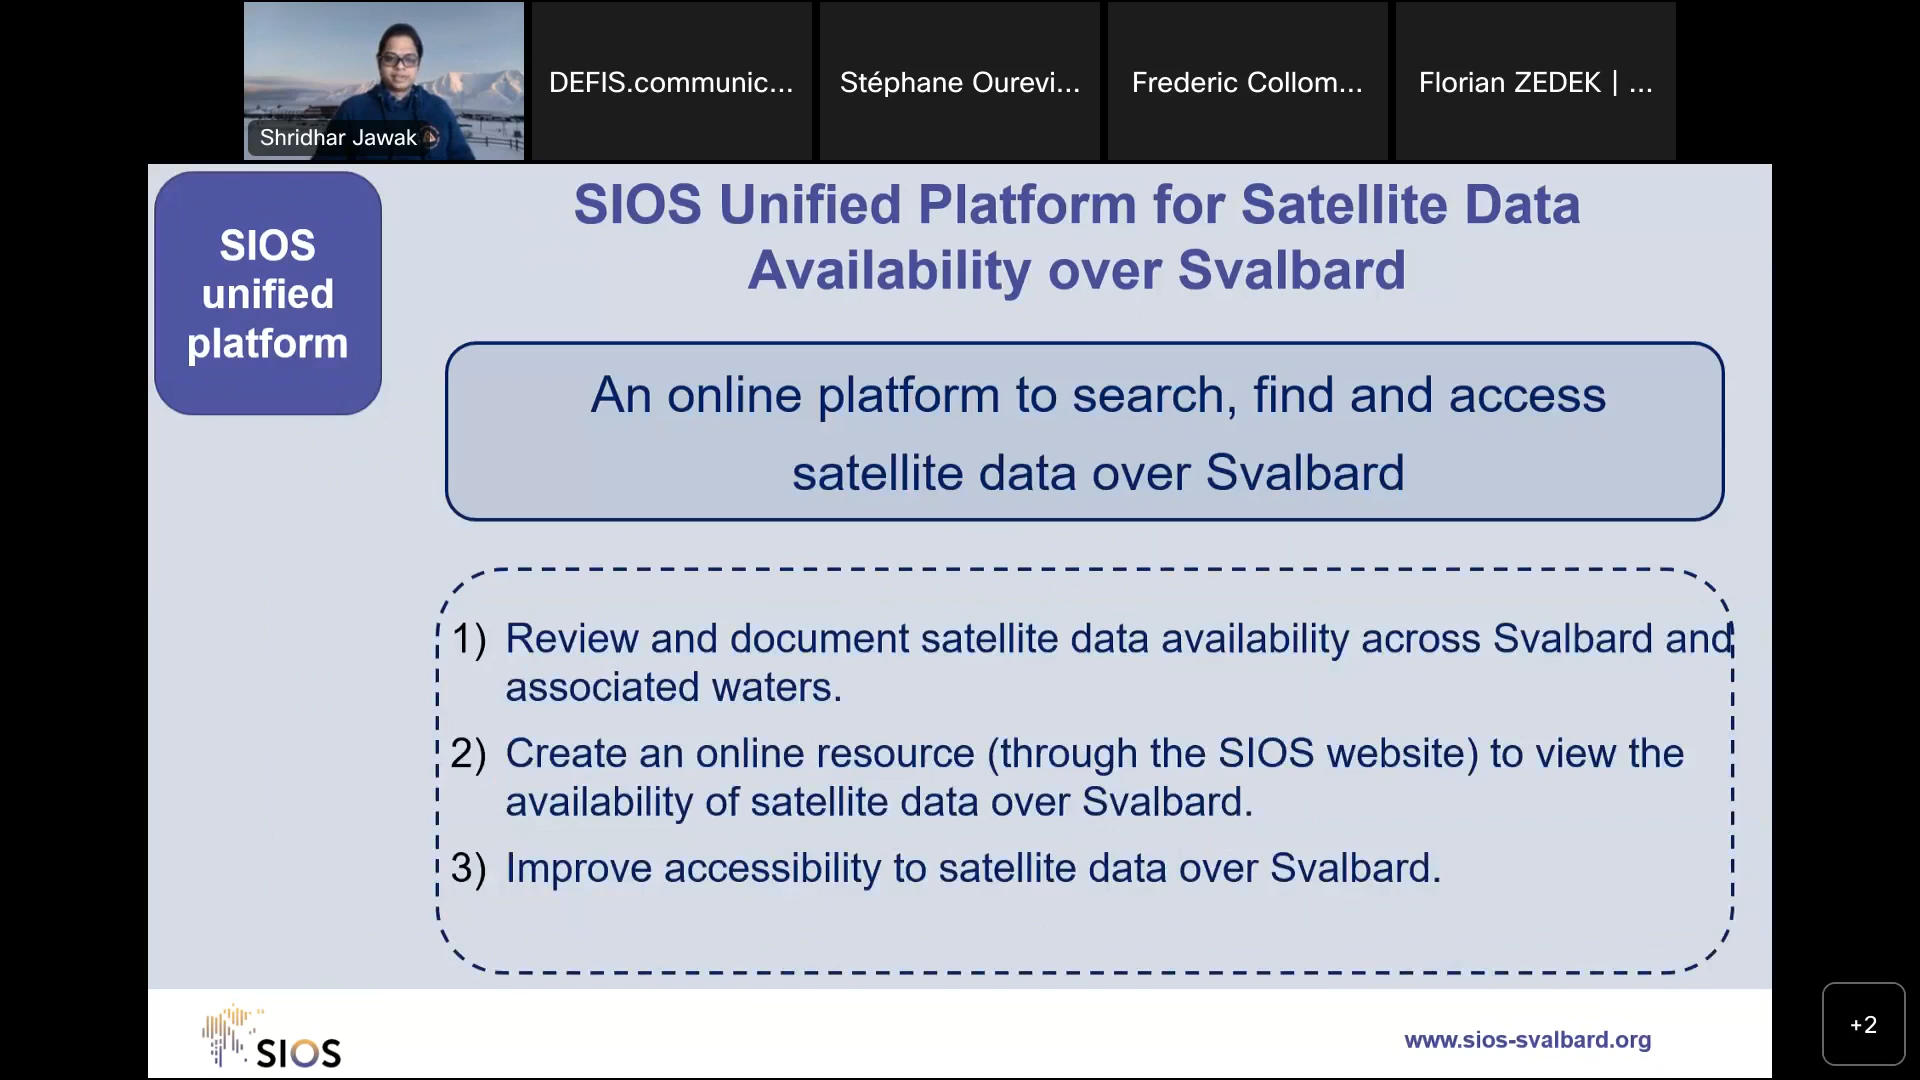 DEFIS.communic...
Stéphane Ourevi...
Frederic Collom...
Florian ZEDEK | ...
Shridhar Jawak
SIOS
unified
platform
SIOS Unified Platform for Satellite Data
Availability over Svalbard
An online platform to search, find and access
satellite data over Svalbard
1) Review and document satellite data availability across Svalbard and
associated waters.
2) Create an online resource (through the SIOS website) to view the
availability of satellite data over Svalbard.
3) Improve accessibility to satellite data over Svalbard.
SIOS
www.sios-svalbard.org
+2